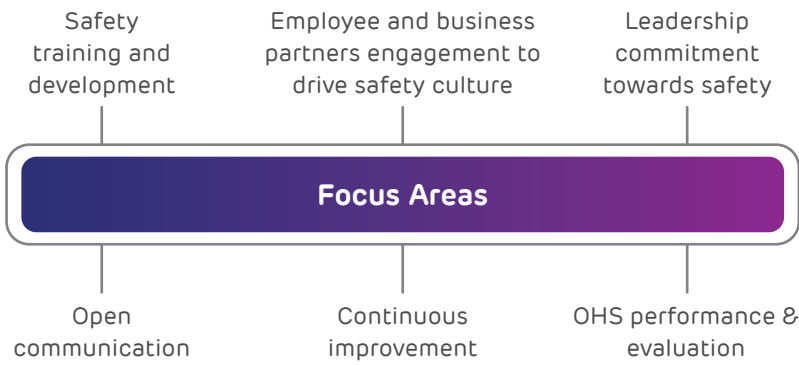 Safety
training and
development
Employee and business
partners engagement to
drive safety culture
Leadership
commitment
towards safety
Focus Areas
Open
communication
Continuous
improvement
OHS performance &
evaluation